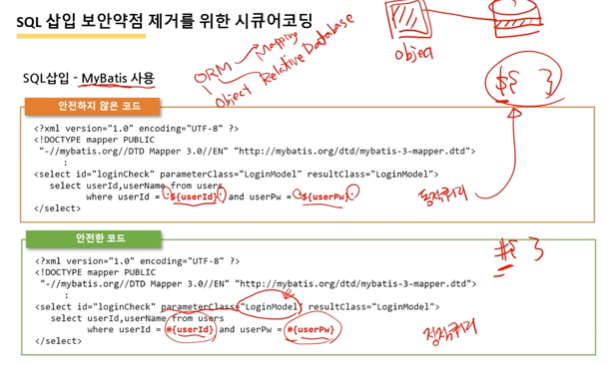 SQL 삽입 보안약점 제거를 위한 시큐어코딩
Object
ORM
Mapping
Object Relative Database
SQL삽입 - MyBatis 사용
${ }
안전하지 않은 코드
<?xml version="1.0" encoding="UTF-8" ?>
<!DOCTYPE mapper PUBLIC
"-//mybatis.org//DTD Mapper 3.0//EN" "http://mybatis.org/dtd/mybatis-3-mapper.dtd">
:
<select id="loginCheck" parameterClass="LoginModel" resultClass="LoginModel">
select userId,userName from users
where userId = '${userId}' and userPw = '${userPw}'
</select>
동적쿼리
안전한 코드
<?xml version="1.0" encoding="UTF-8" ?>
<!DOCTYPE mapper PUBLIC
"-//mybatis.org//DTD Mapper 3.0//EN" "http://mybatis.org/dtd/mybatis-3-mapper.dtd">
:
<select id="loginCheck" parameterClass="LoginModel" resultClass="LoginModel">
select userId,userName from users
where userId = #{userId} and userPw = #{userPw}
</select>
#{ }
정적쿼리